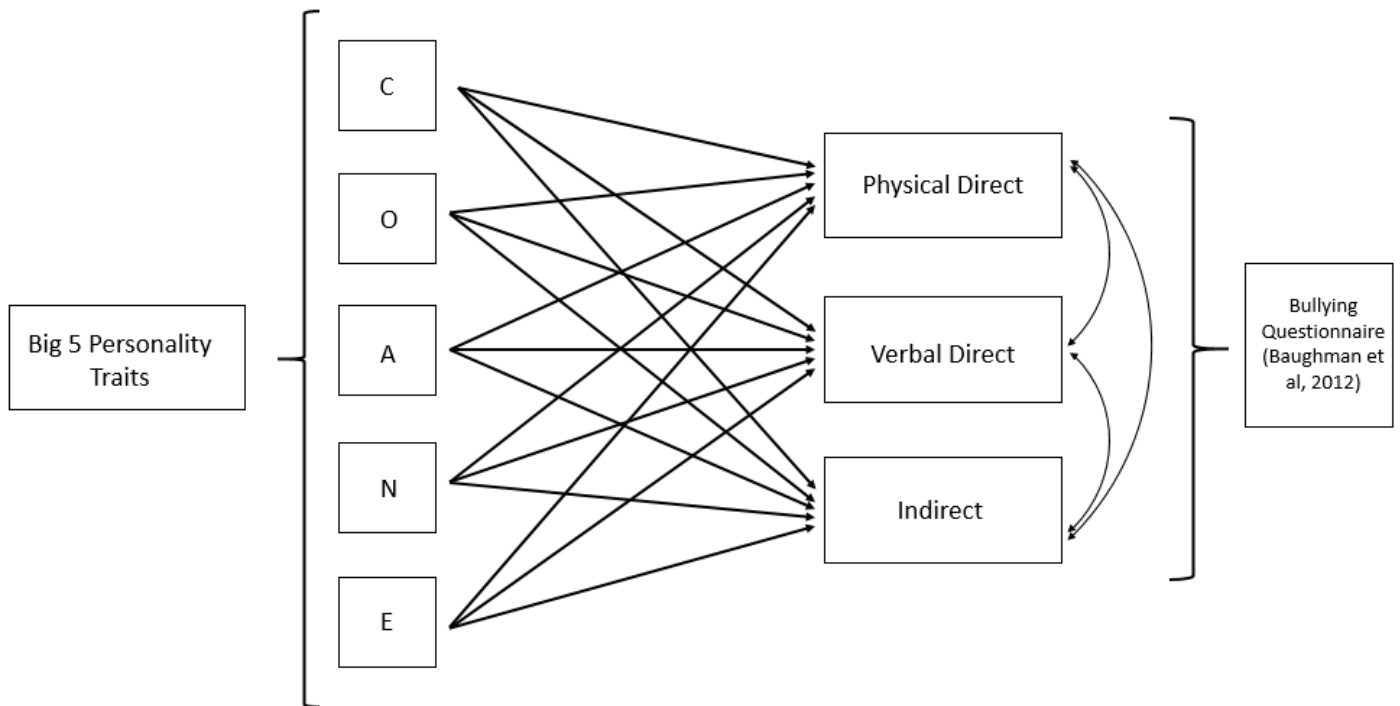 Big 5 Personality
Traits
C
O
A
N
E
Physical Direct
Verbal Direct
Indirect
Bullying
Questionnaire
(Baughman et
al, 2012)